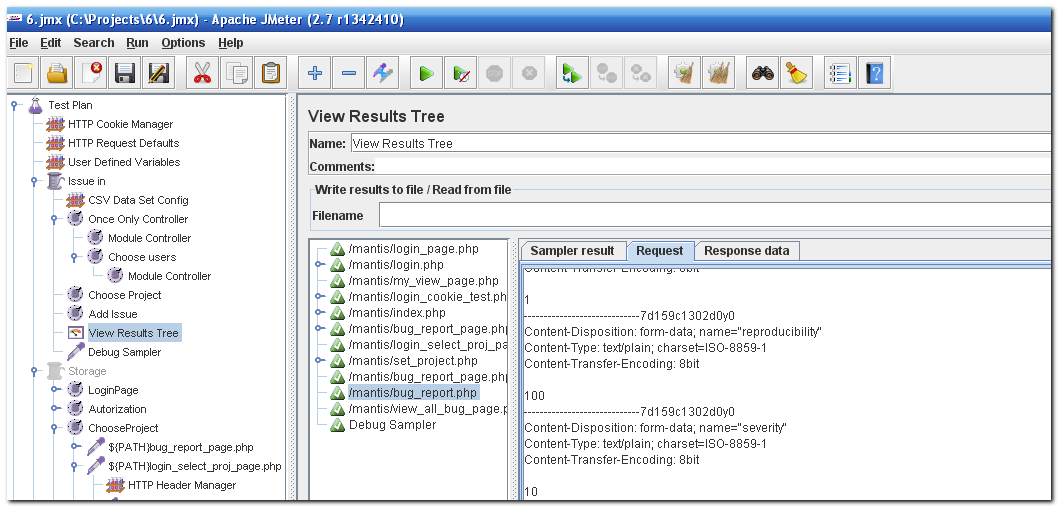 6.jmx (C:\Projects\6\6.jmx) - Apache JMeter (2.7 r1342410)
File Edit Search Run Options Help
Test Plan
HTTP Cookie Manager
HTTP Request Defaults
User Defined Variables
Issue in
CSV Data Set Config
Once Only Controller
Module Controller
Choose users
Module Controller
Choose Project
Add Issue
View Results Tree
Debug Sampler
Storage
LoginPage
Autorization
ChooseProject
${PATH}bug_report_page.php
${PATH}login_select_proj_page.php
HTTP Header Manager
View Results Tree
Name: View Results Tree
Comments:
Write results to file / Read from file
Filename
/mantis/login_page.php
/mantis/login.php
/mantis/my_view_page.php
/mantis/login_cookie_test.ph
/mantis/index.php
/mantis/bug_report_page.php
/mantis/login_select_proj_pa
/mantis/set_project.php
/mantis/bug_report_page.php
/mantis/bug_report.php
/mantis/view_all_bug_page.p
Debug Sampler
Sampler result Request Response data
Content-Transfer-Encoding: 8bit
1
-----------------------------7d159c1302d0y0
Content-Disposition: form-data; name="reproducibility"
Content-Type: text/plain; charset=ISO-8859-1
Content-Transfer-Encoding: 8bit
100
-----------------------------7d159c1302d0y0
Content-Disposition: form-data; name="severity"
Content-Type: text/plain; charset=ISO-8859-1
Content-Transfer-Encoding: 8bit
10